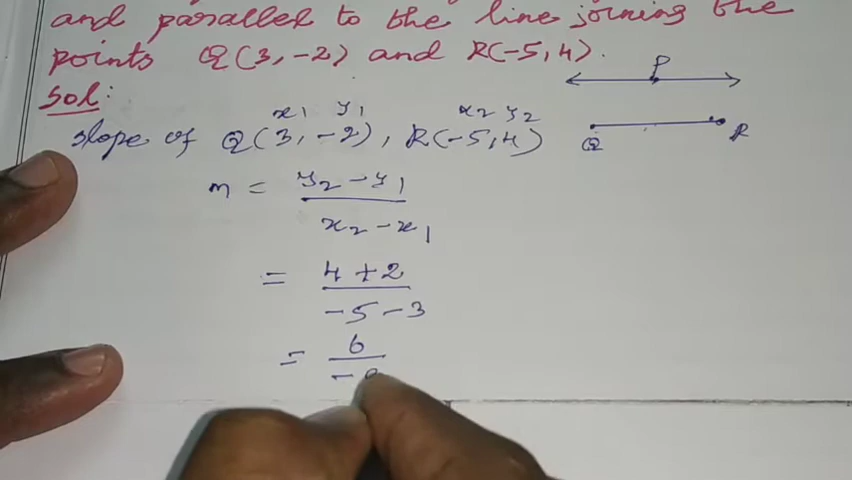 and parallel to the line joining the
points Q(3,-2) and R(-5,4).
Sol:
P
Q R
x1 y1 x2 y2
slope of Q(3,-2), R(-5,4)
m = y2-y1
x2-x1
= 4+2
-5-3
= 6
-8